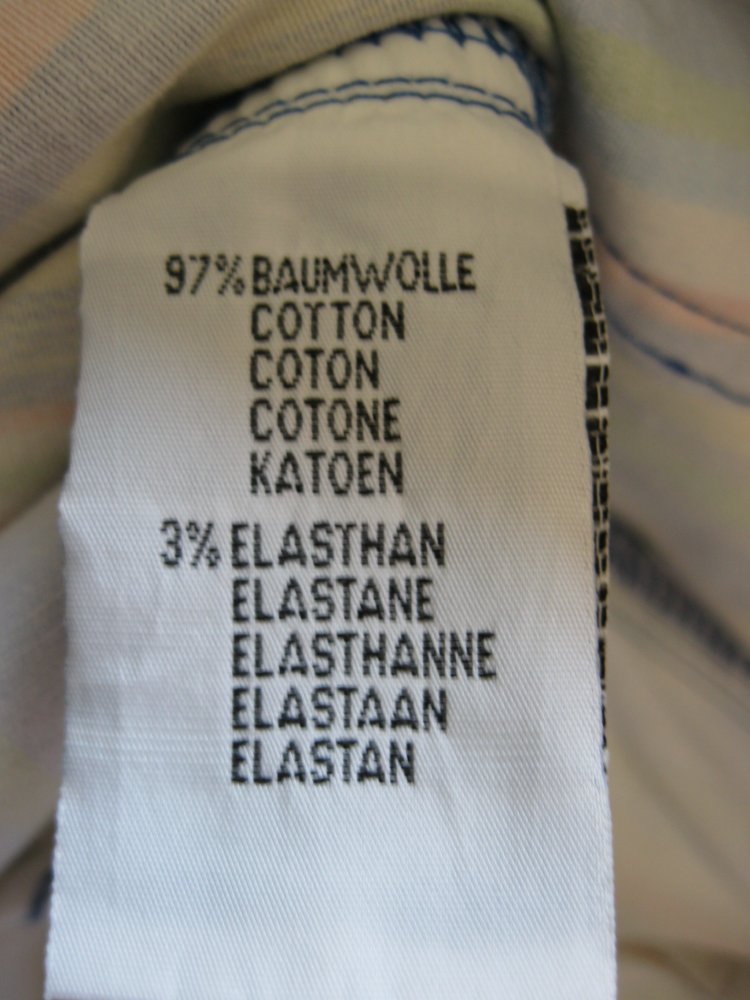 97% BAUMWOLLE
COTTON
COTON
COTONE
KATOEN
3% ELASTHAN
ELASTANE
ELASTHANNE
ELASTAAN
ELASTAN